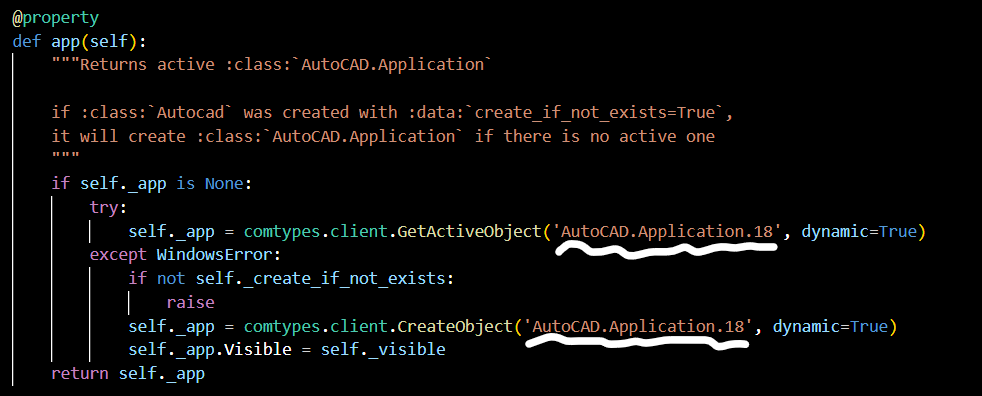 @property
def app(self):
    """Returns active :class:`AutoCAD.Application`

    if :class:`Autocad` was created with :data:`create_if_not_exists=True`,
    it will create :class:`AutoCAD.Application` if there is no active one
    """
    if self._app is None:
        try:
            self._app = comtypes.client.GetActiveObject('AutoCAD.Application.18', dynamic=True)
        except WindowsError:
            if not self._create_if_not_exists:
                raise
            self._app = comtypes.client.CreateObject('AutoCAD.Application.18', dynamic=True)
            self._app.Visible = self._visible
    return self._app